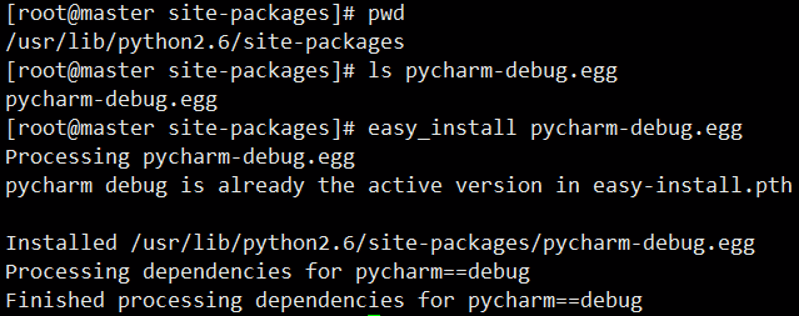 [root@master site-packages]# pwd
/usr/lib/python2.6/site-packages
[root@master site-packages]# ls pycharm-debug.egg
pycharm-debug.egg
[root@master site-packages]# easy_install pycharm-debug.egg
Processing pycharm-debug.egg
pycharm debug is already the active version in easy-install.pth
Installed /usr/lib/python2.6/site-packages/pycharm-debug.egg
Processing dependencies for pycharm==debug
Finished processing dependencies for pycharm==debug